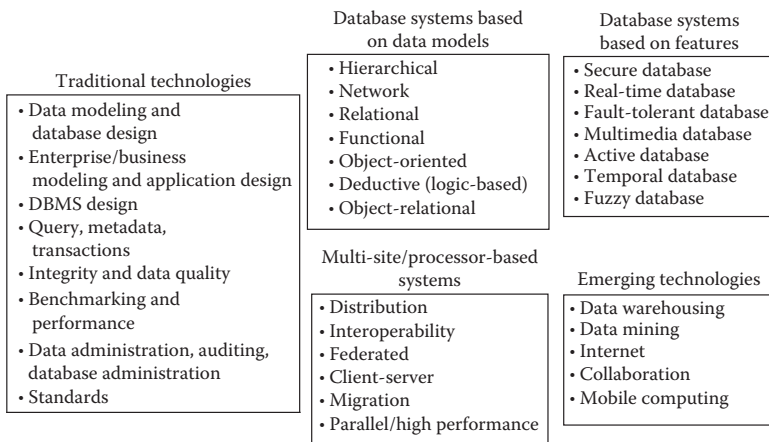 Traditional technologies
• Data modeling and
database design
• Enterprise/business
modeling and application design
• DBMS design
• Query, metadata,
transactions
• Integrity and data quality
• Benchmarking and
performance
• Data administration, auditing,
database administration
• Standards
Database systems based
on data models
• Hierarchical
• Network
• Relational
• Functional
• Object-oriented
• Deductive (logic-based)
• Object-relational
Database systems
based on features
• Secure database
• Real-time database
• Fault-tolerant database
• Multimedia database
• Active database
• Temporal database
• Fuzzy database
Multi-site/processor-based
systems
• Distribution
• Interoperability
• Federated
• Client-server
• Migration
• Parallel/high performance
Emerging technologies
• Data warehousing
• Data mining
• Internet
• Collaboration
• Mobile computing